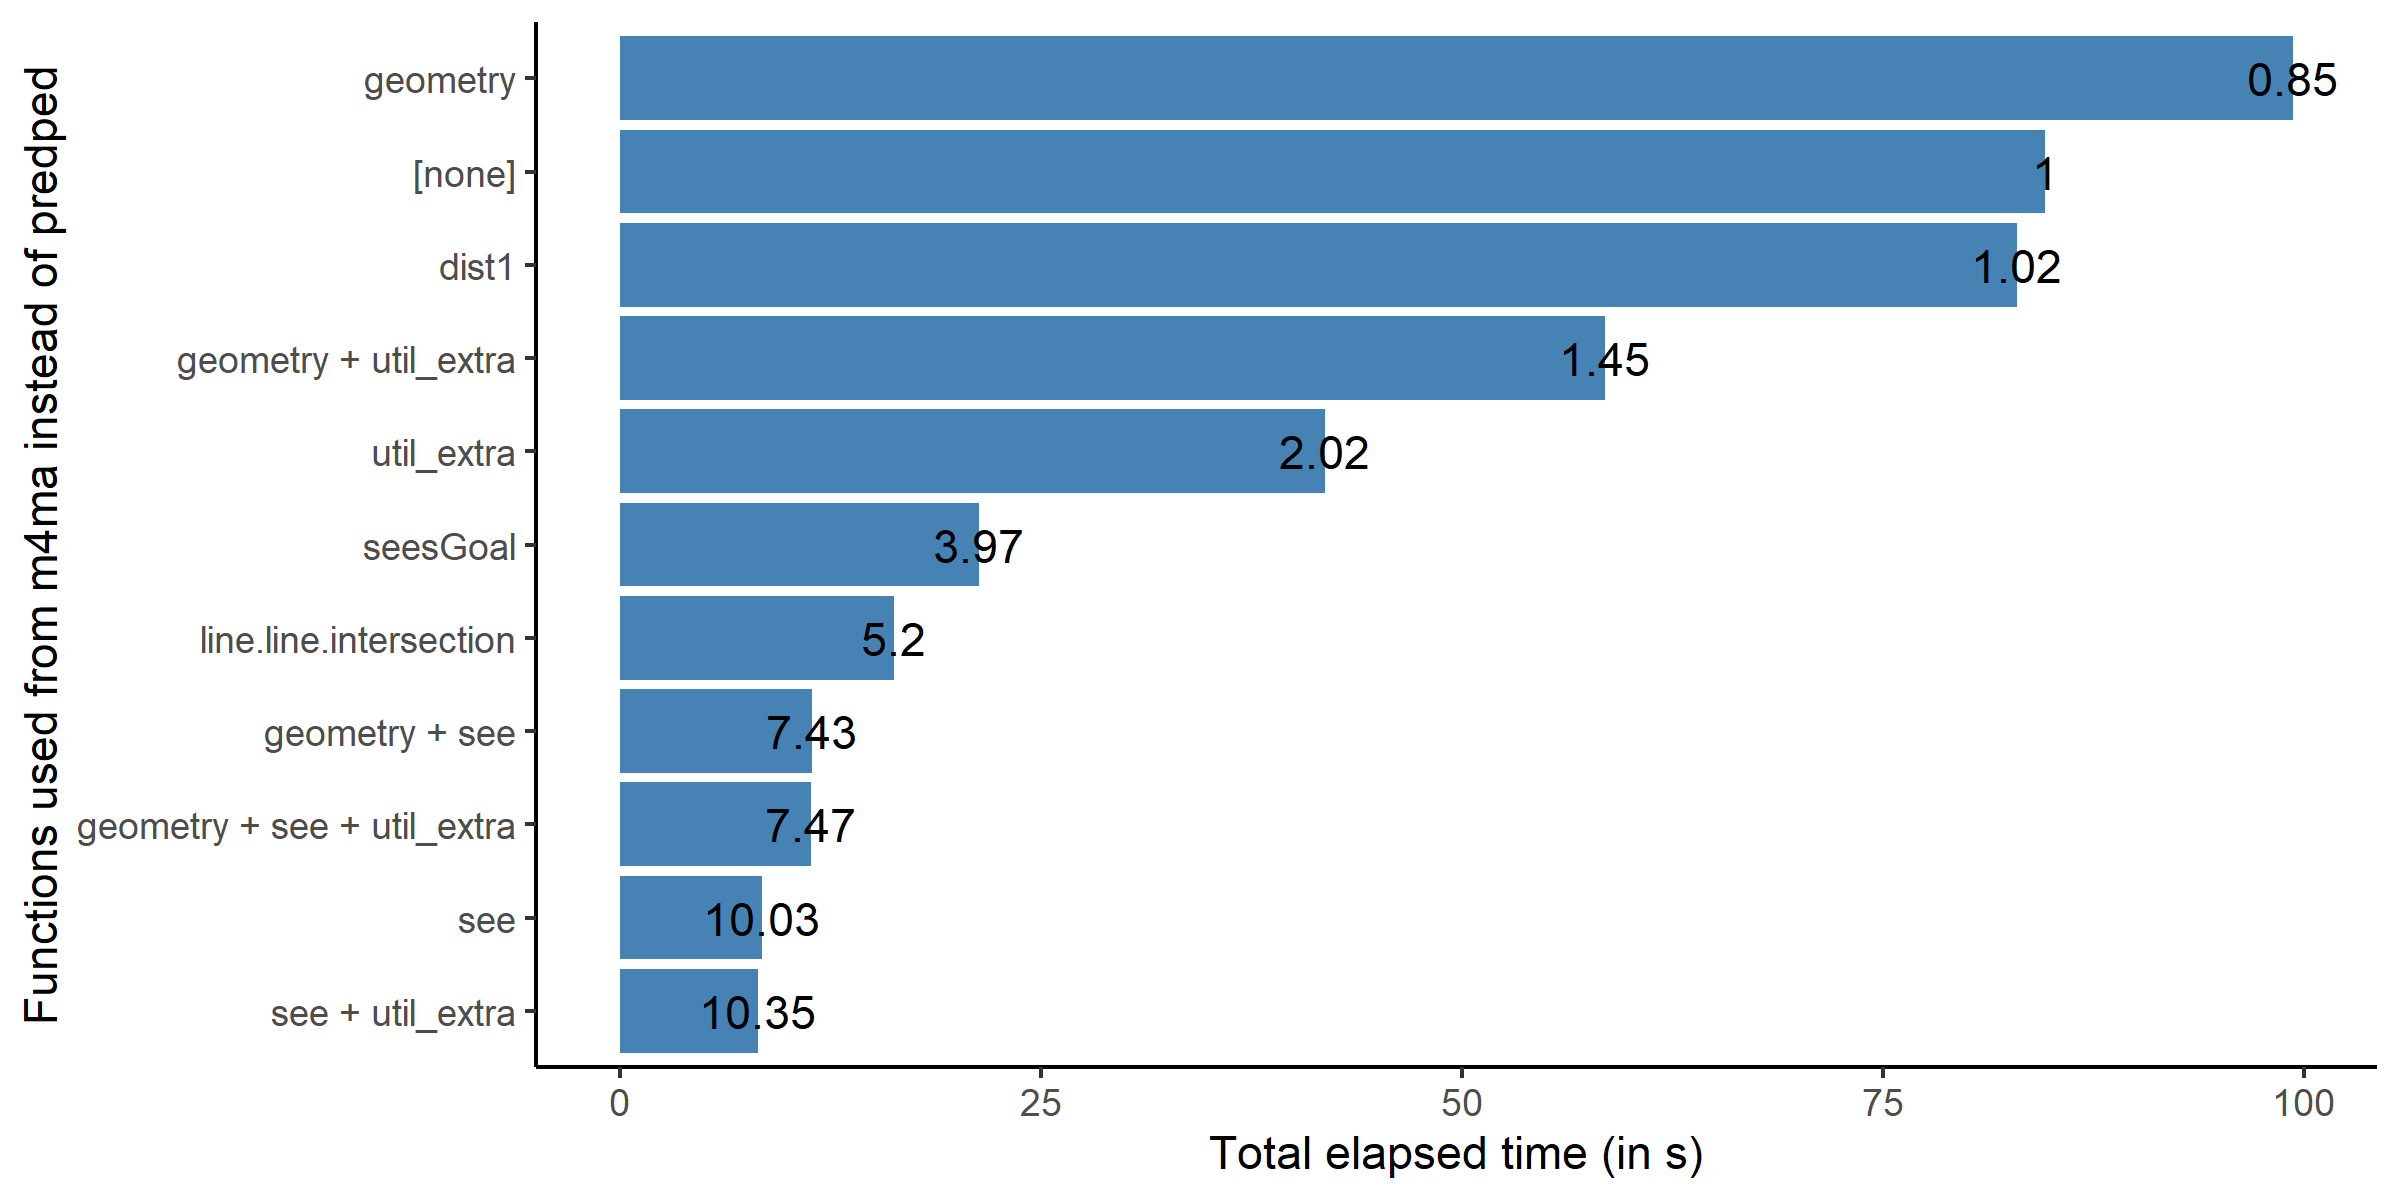 Functions used from m4ma instead of predped
geometry
0.85
[none]
1
dist1
1.02
geometry + util_extra
1.45
util_extra
2.02
seesGoal
3.97
line.line.intersection
5.2
geometry + see
7.43
geometry + see + util_extra
7.47
see
10.03
see + util_extra
10.35
0 25 50 75 100
Total elapsed time (in s)